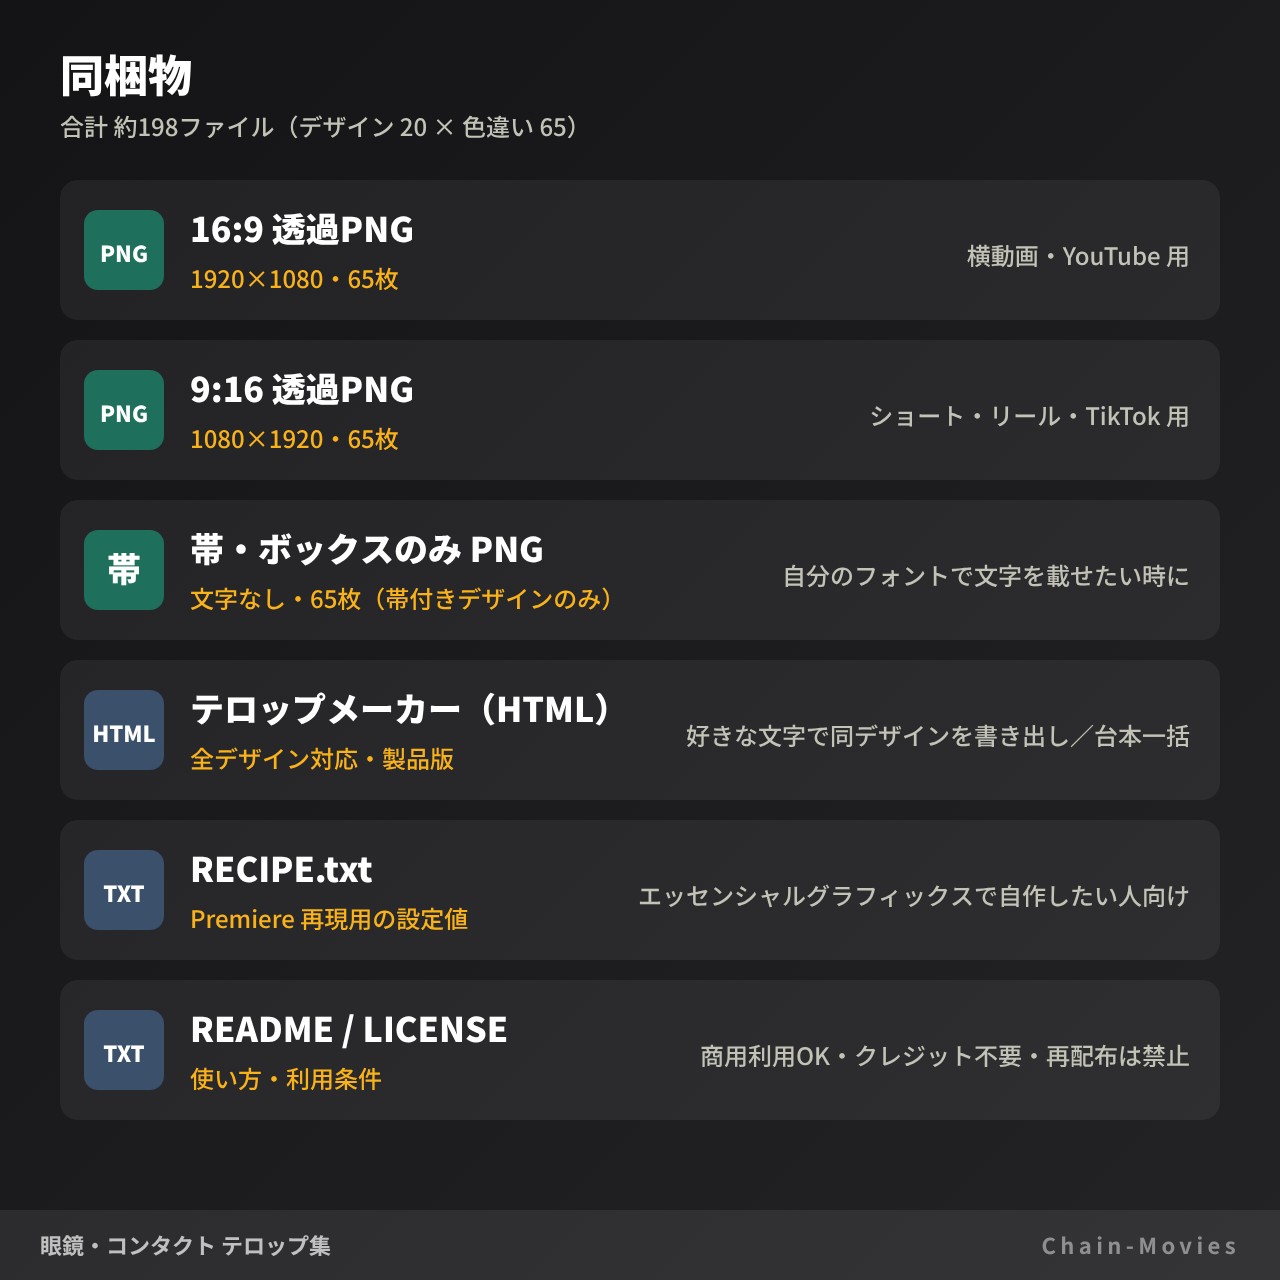 同梱物
合計 約198ファイル（デザイン 20 × 色違い 65）
PNG
16:9 透過PNG
1920×1080・65枚
横動画・YouTube 用
PNG
9:16 透過PNG
1080×1920・65枚
ショート・リール・TikTok 用
帯
帯・ボックスのみ PNG
文字なし・65枚（帯付きデザインのみ）
自分のフォントで文字を載せたい時に
HTML
テロップメーカー（HTML）
全デザイン対応・製品版
好きな文字で同デザインを書き出し／台本一括
TXT
RECIPE.txt
Premiere 再現用の設定値
エッセンシャルグラフィックスで自作したい人向け
TXT
README / LICENSE
使い方・利用条件
商用利用OK・クレジット不要・再配布は禁止
眼鏡・コンタクト テロップ集
Chain-Movies